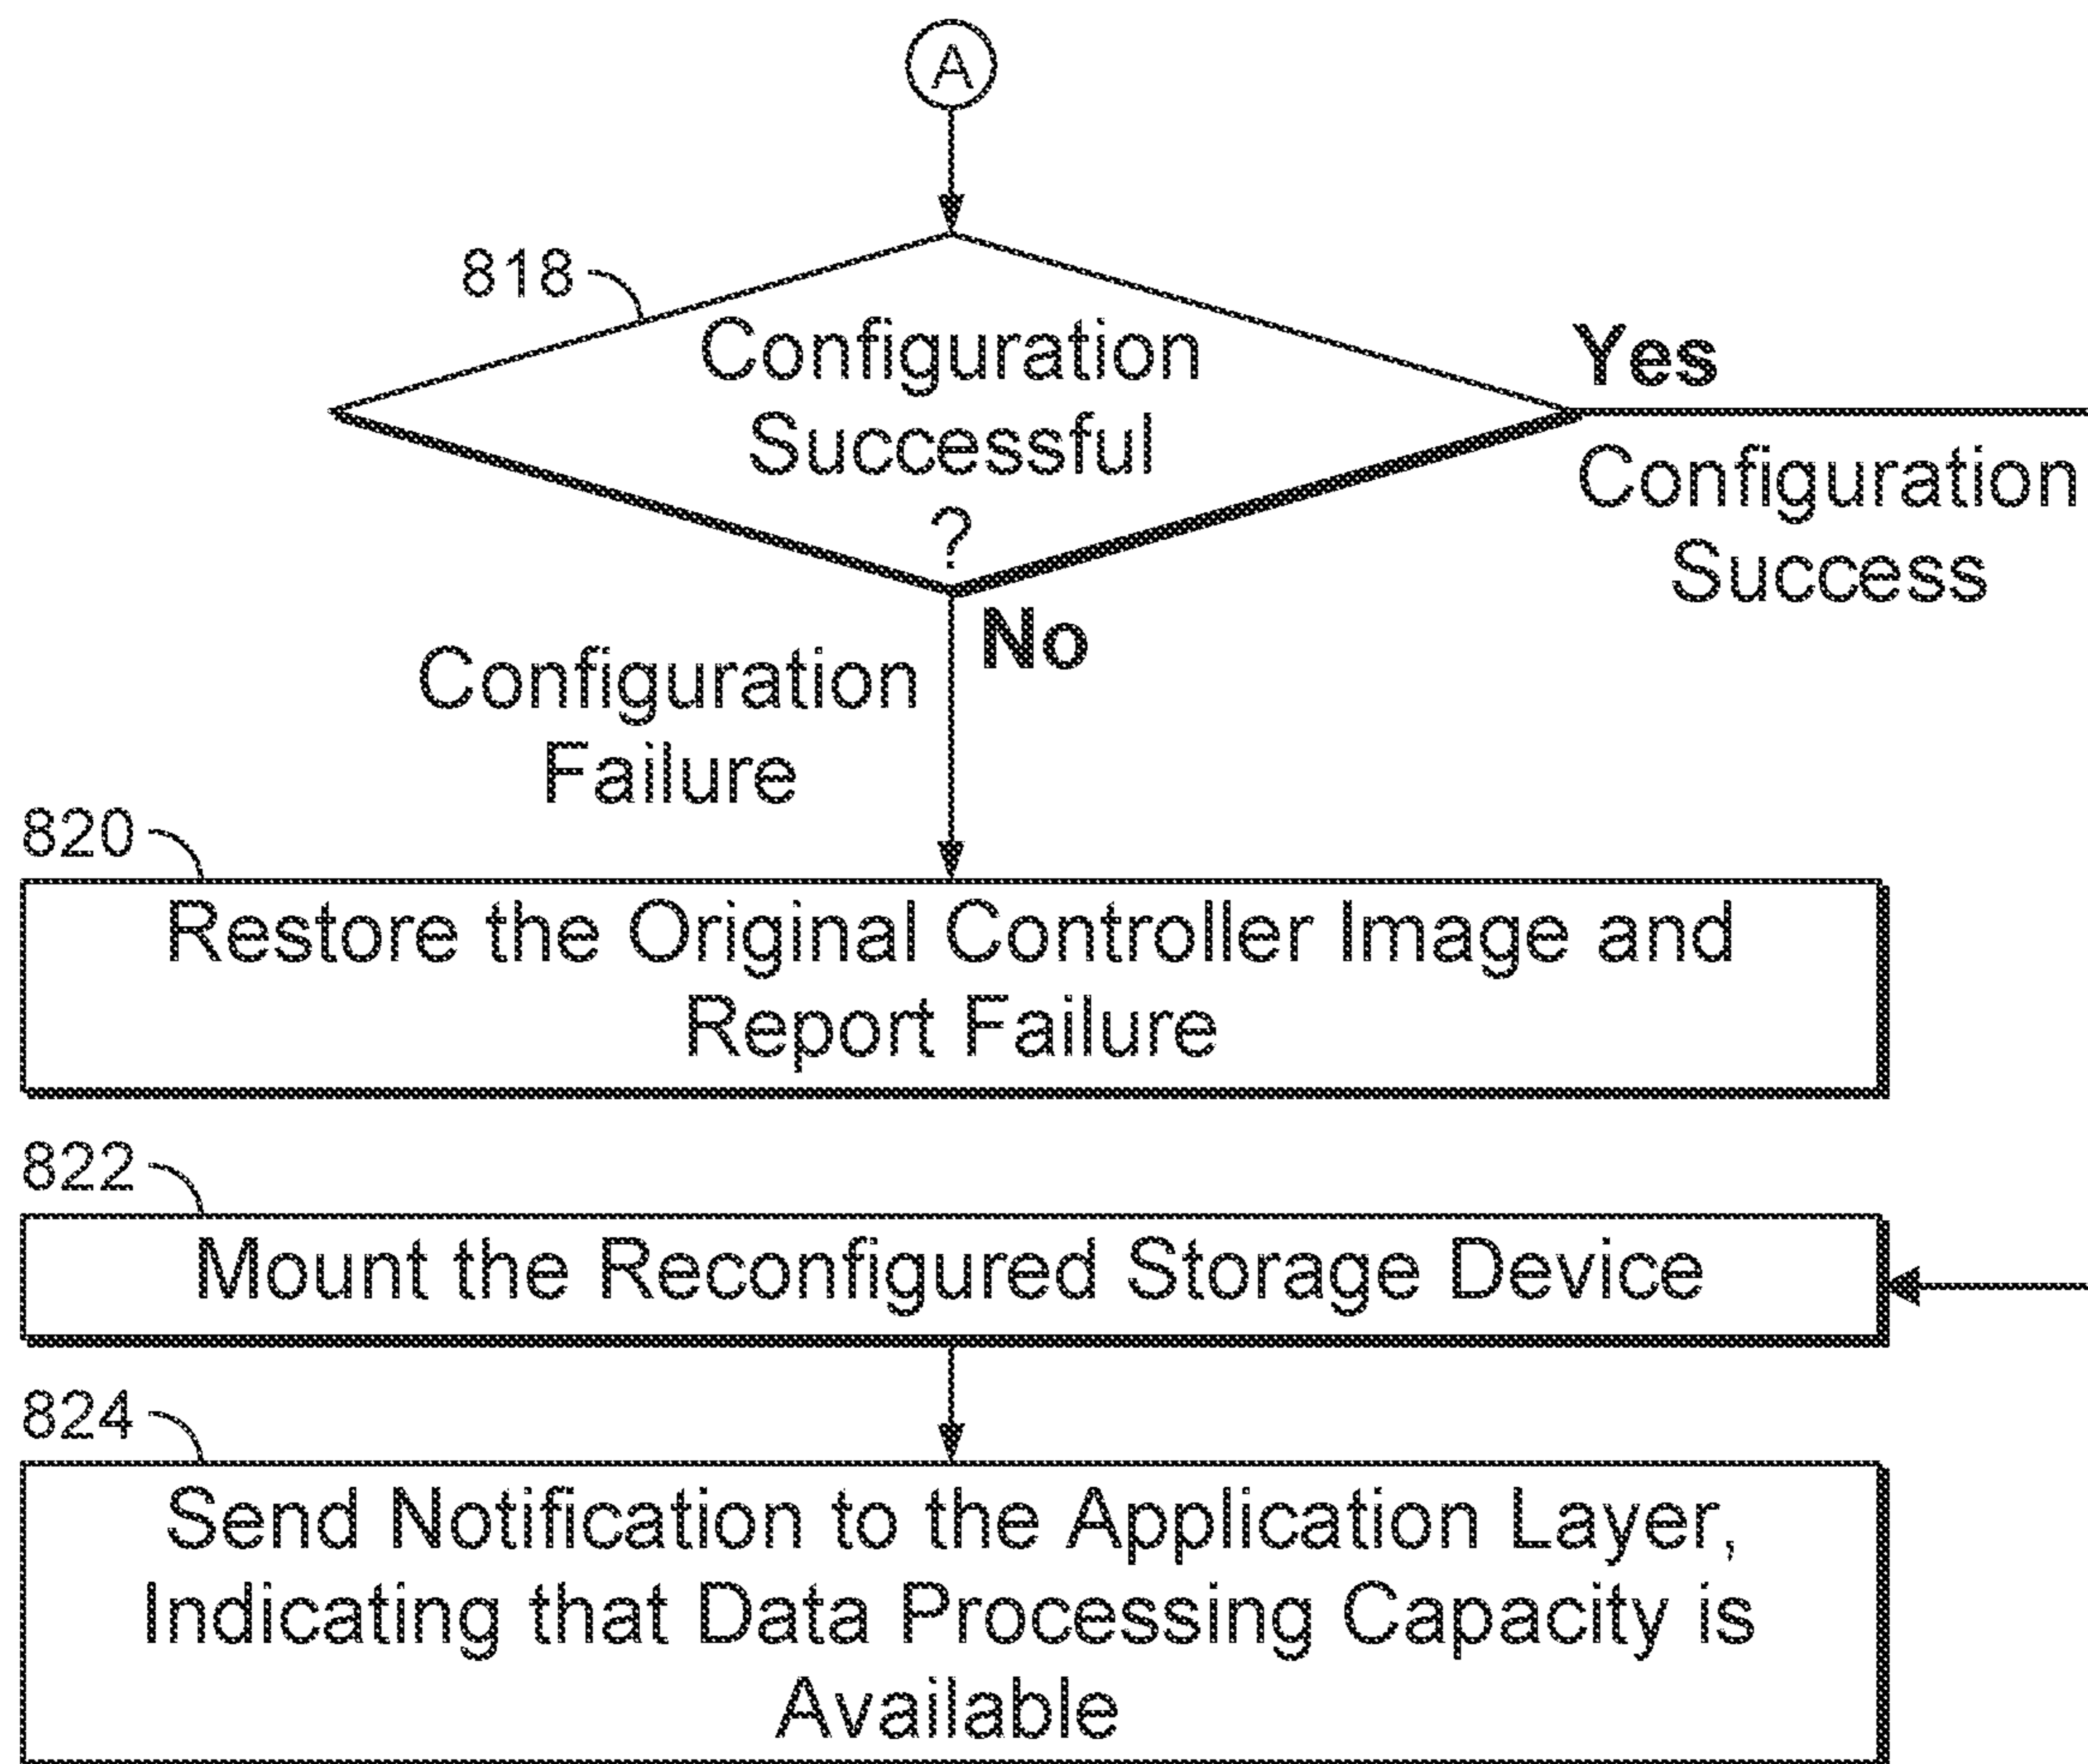 A
818
Configuration
Successful
?
Yes
Configuration
Success
No
Configuration
Failure
820
Restore the Original Controller Image and
Report Failure
822
Mount the Reconfigured Storage Device
824
Send Notification to the Application Layer,
Indicating that Data Processing Capacity is
Available